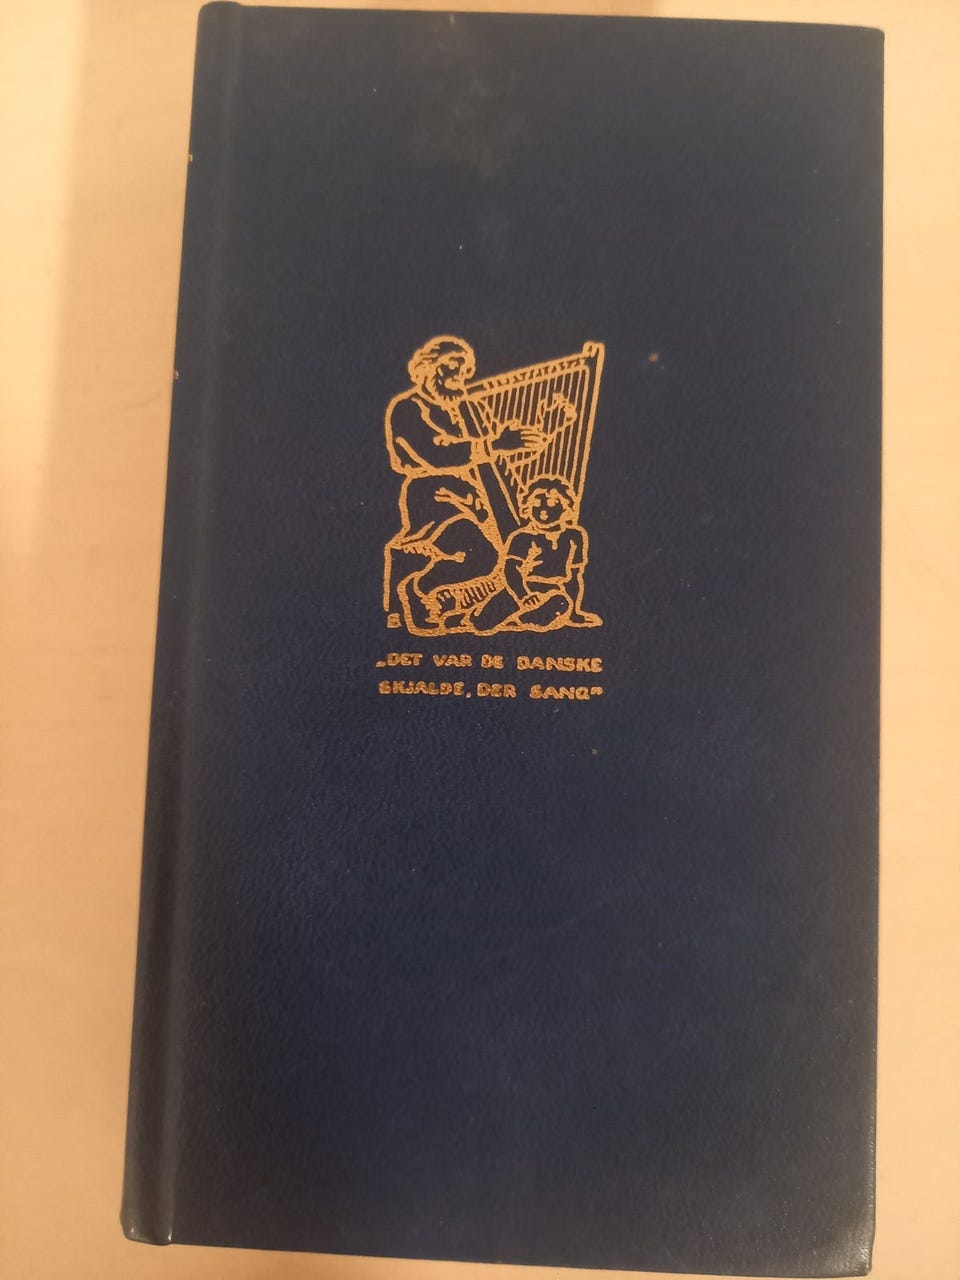 „DET VAR DE DANSKE
SKJALDE, DER SANG”